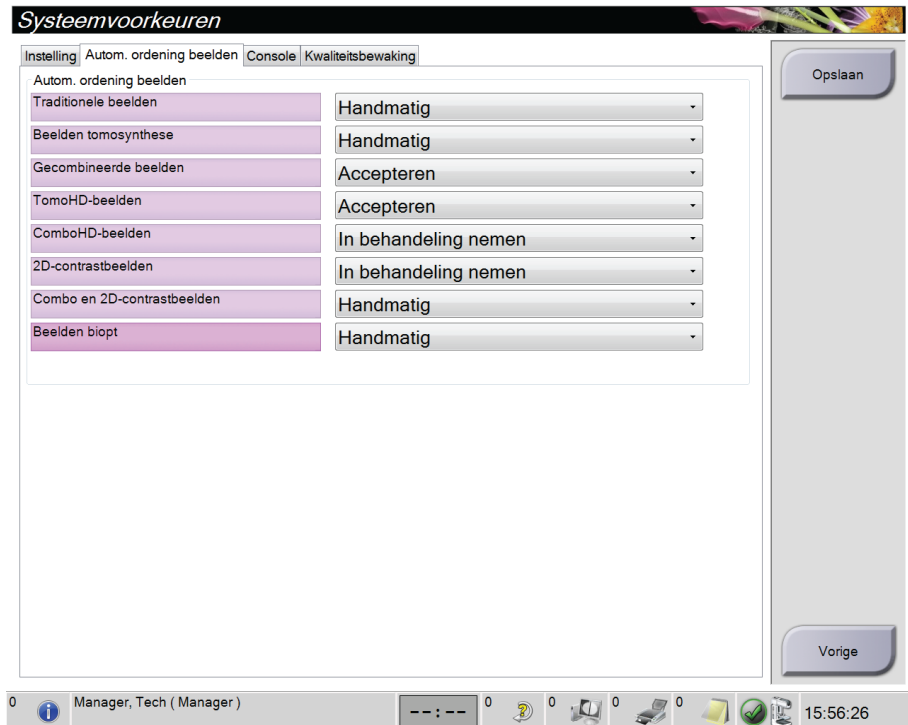 Systeemvoorkeuren
Instelling Autom. ordening beelden Console Kwaliteitsbewaking
Opslaan
Autom. ordening beelden
Traditionele beelden Handmatig
Beelden tomosynthese Handmatig
Gecombineerde beelden Accepteren
TomoHD-beelden Accepteren
ComboHD-beelden In behandeling nemen
2D-contrastbeelden In behandeling nemen
Combo en 2D-contrastbeelden Handmatig
Beelden biopt Handmatig
Vorige
0 Manager, Tech ( Manager ) --:-- 0 0 0 0 15:56:26